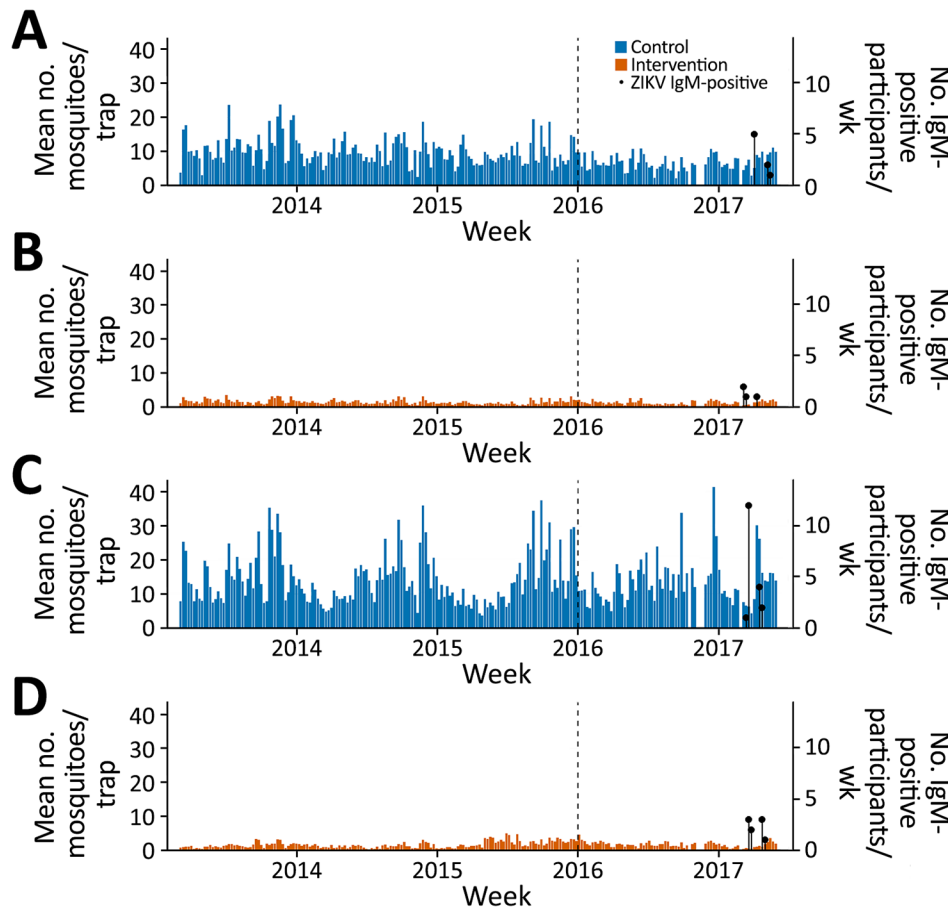 A
Mean no.
mosquitoes/
trap
40
30
20
10
0
Control
Intervention
ZIKV IgM-positive
10
5
0
No. IgIM-
positive
participants/
wk
2014
2015
2016
2017
Week
B
Mean no.
mosquitoes/
trap
40
30
20
10
0
10
5
0
No. IgIM-
positive
participants/
wk
2014
2015
2016
2017
Week
C
Mean no.
mosquitoes/
trap
40
30
20
10
0
10
5
0
No. IgIM-
positive
participants/
wk
2014
2015
2016
2017
Week
D
Mean no.
mosquitoes/
trap
40
30
20
10
0
10
5
0
No. IgIM-
positive
participants/
wk
2014
2015
2016
2017
Week